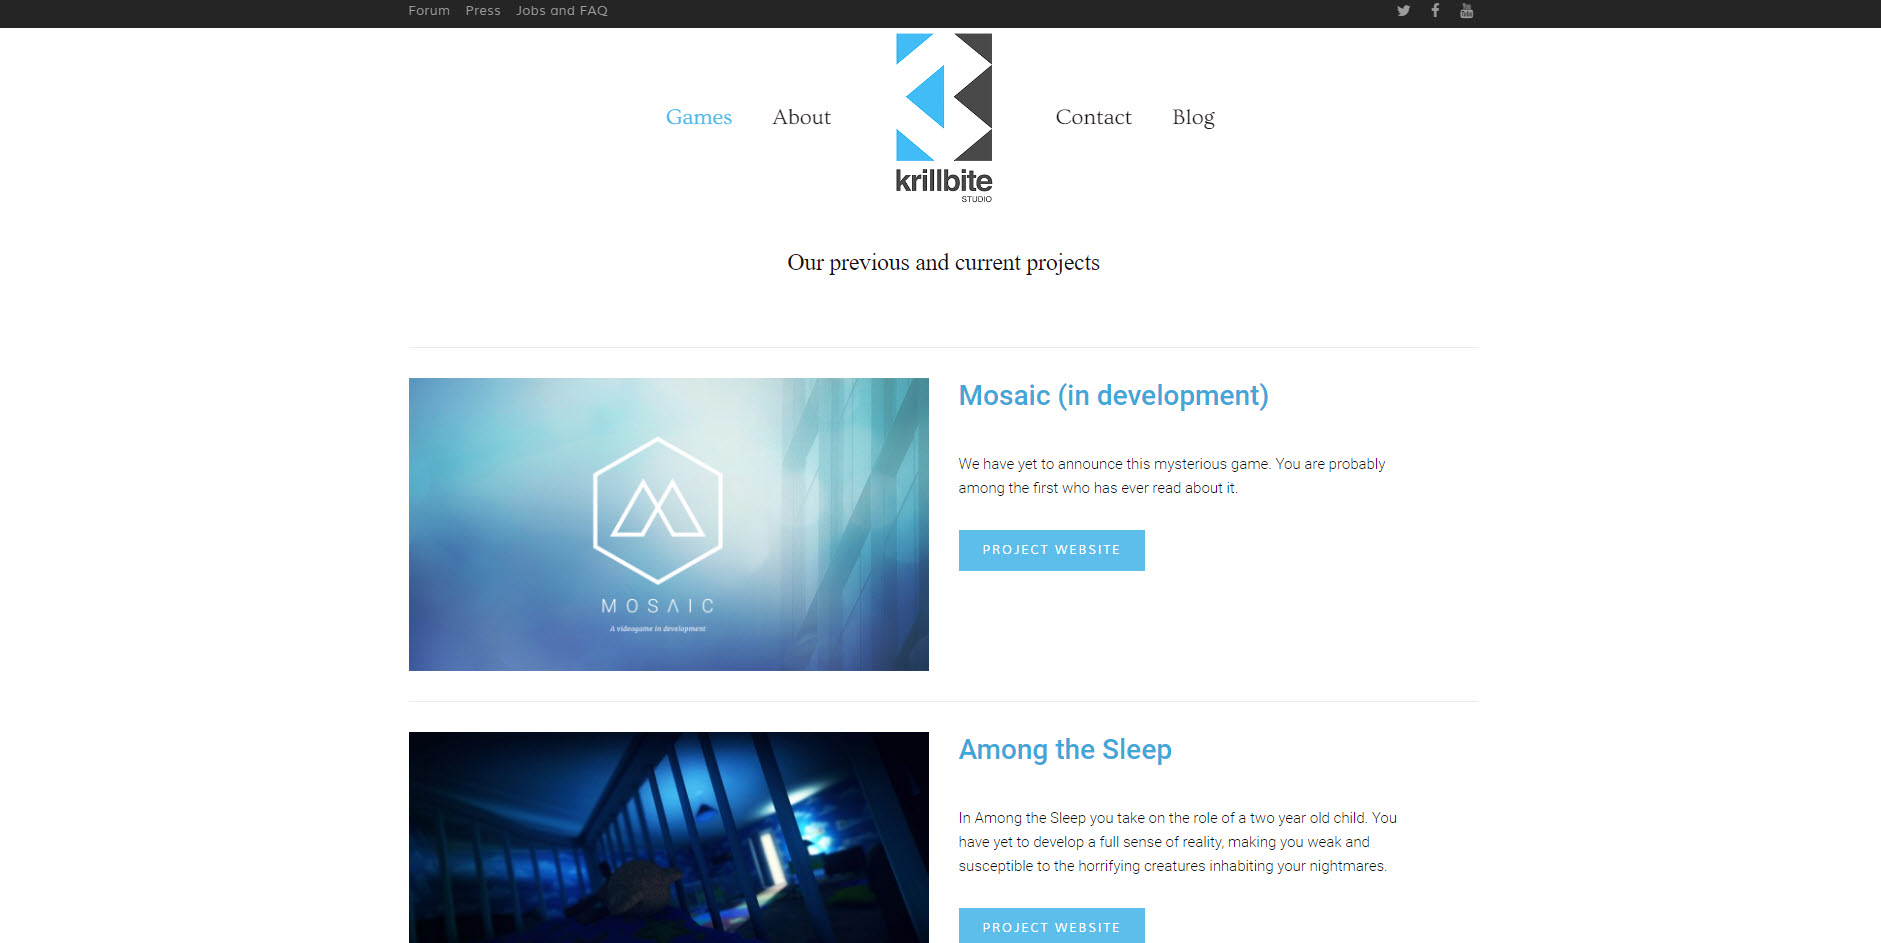 Forum Press Jobs and FAQ
Games About Contact Blog
krillbite
STUDIO
Our previous and current projects
Mosaic (in development)
We have yet to announce this mysterious game. You are probably
among the first who has ever read about it.
PROJECT WEBSITE
MOSAIC
A videogame in development
Among the Sleep
In Among the Sleep you take on the role of a two year old child. You
have yet to develop a full sense of reality, making you weak and
susceptible to the horrifying creatures inhabiting your nightmares.
PROJECT WEBSITE